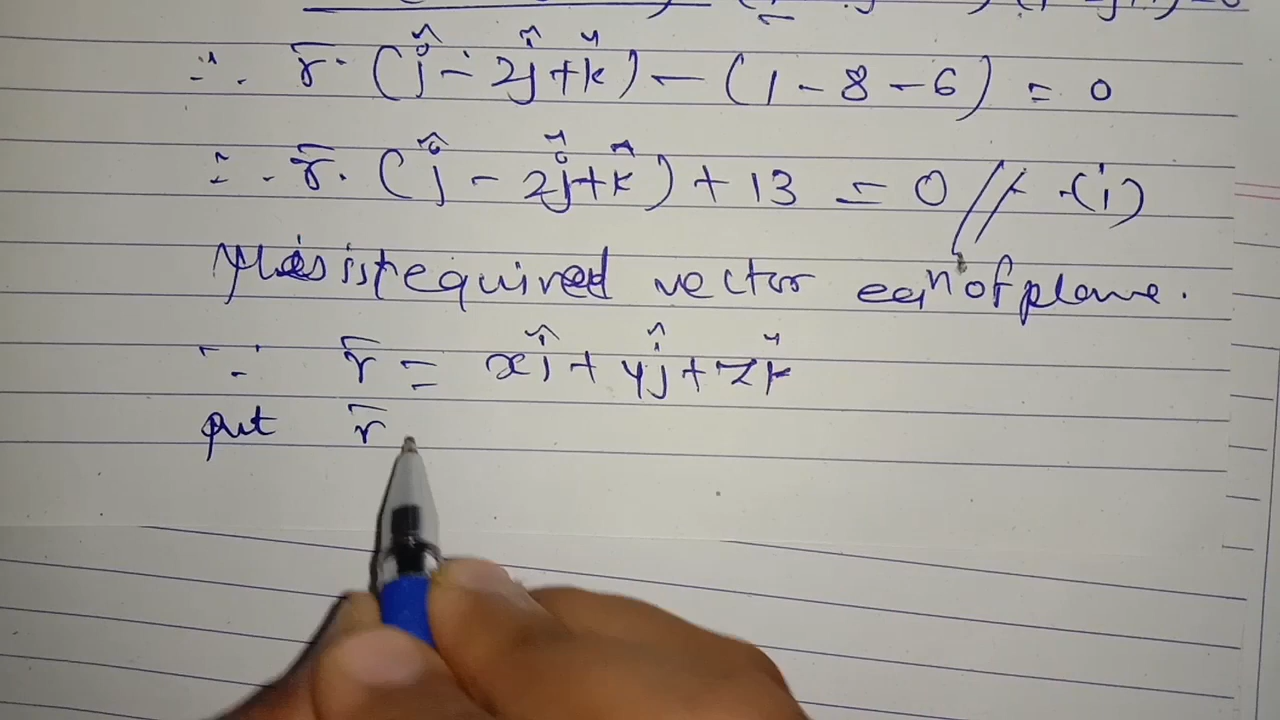 ∴ r̄. (ĵ - 2ĵ + k̂) - (1 - 8 - 6) = 0
∴ r̄. (ĵ - 2ĵ + k̂) + 13 = 0 // - (i)
This is required vector eqn of plane.
∵ r̄ = xî + yĵ + zk̂
put r̄